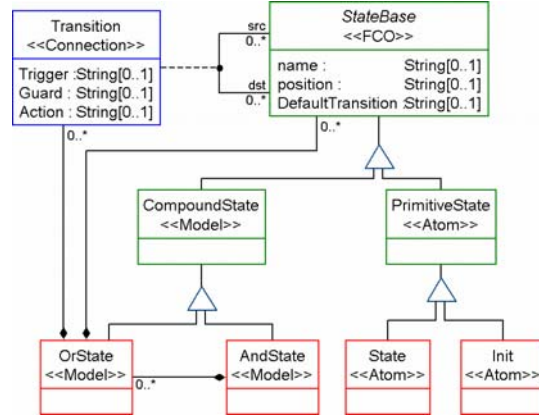 Transition
<<Connection>>
Trigger :String[0..1]
Guard : String[0..1]
Action : String[0..1]
0..*
src
0..*
dst
0..*
StateBase
<<FCO>>
name : String[0..1]
position : String[0..1]
DefaultTransition :String[0..1]
0..*
CompoundState
<<Model>>
PrimitiveState
<<Atom>>
OrState
<<Model>>
0..*
AndState
<<Model>>
State
<<Atom>>
Init
<<Atom>>